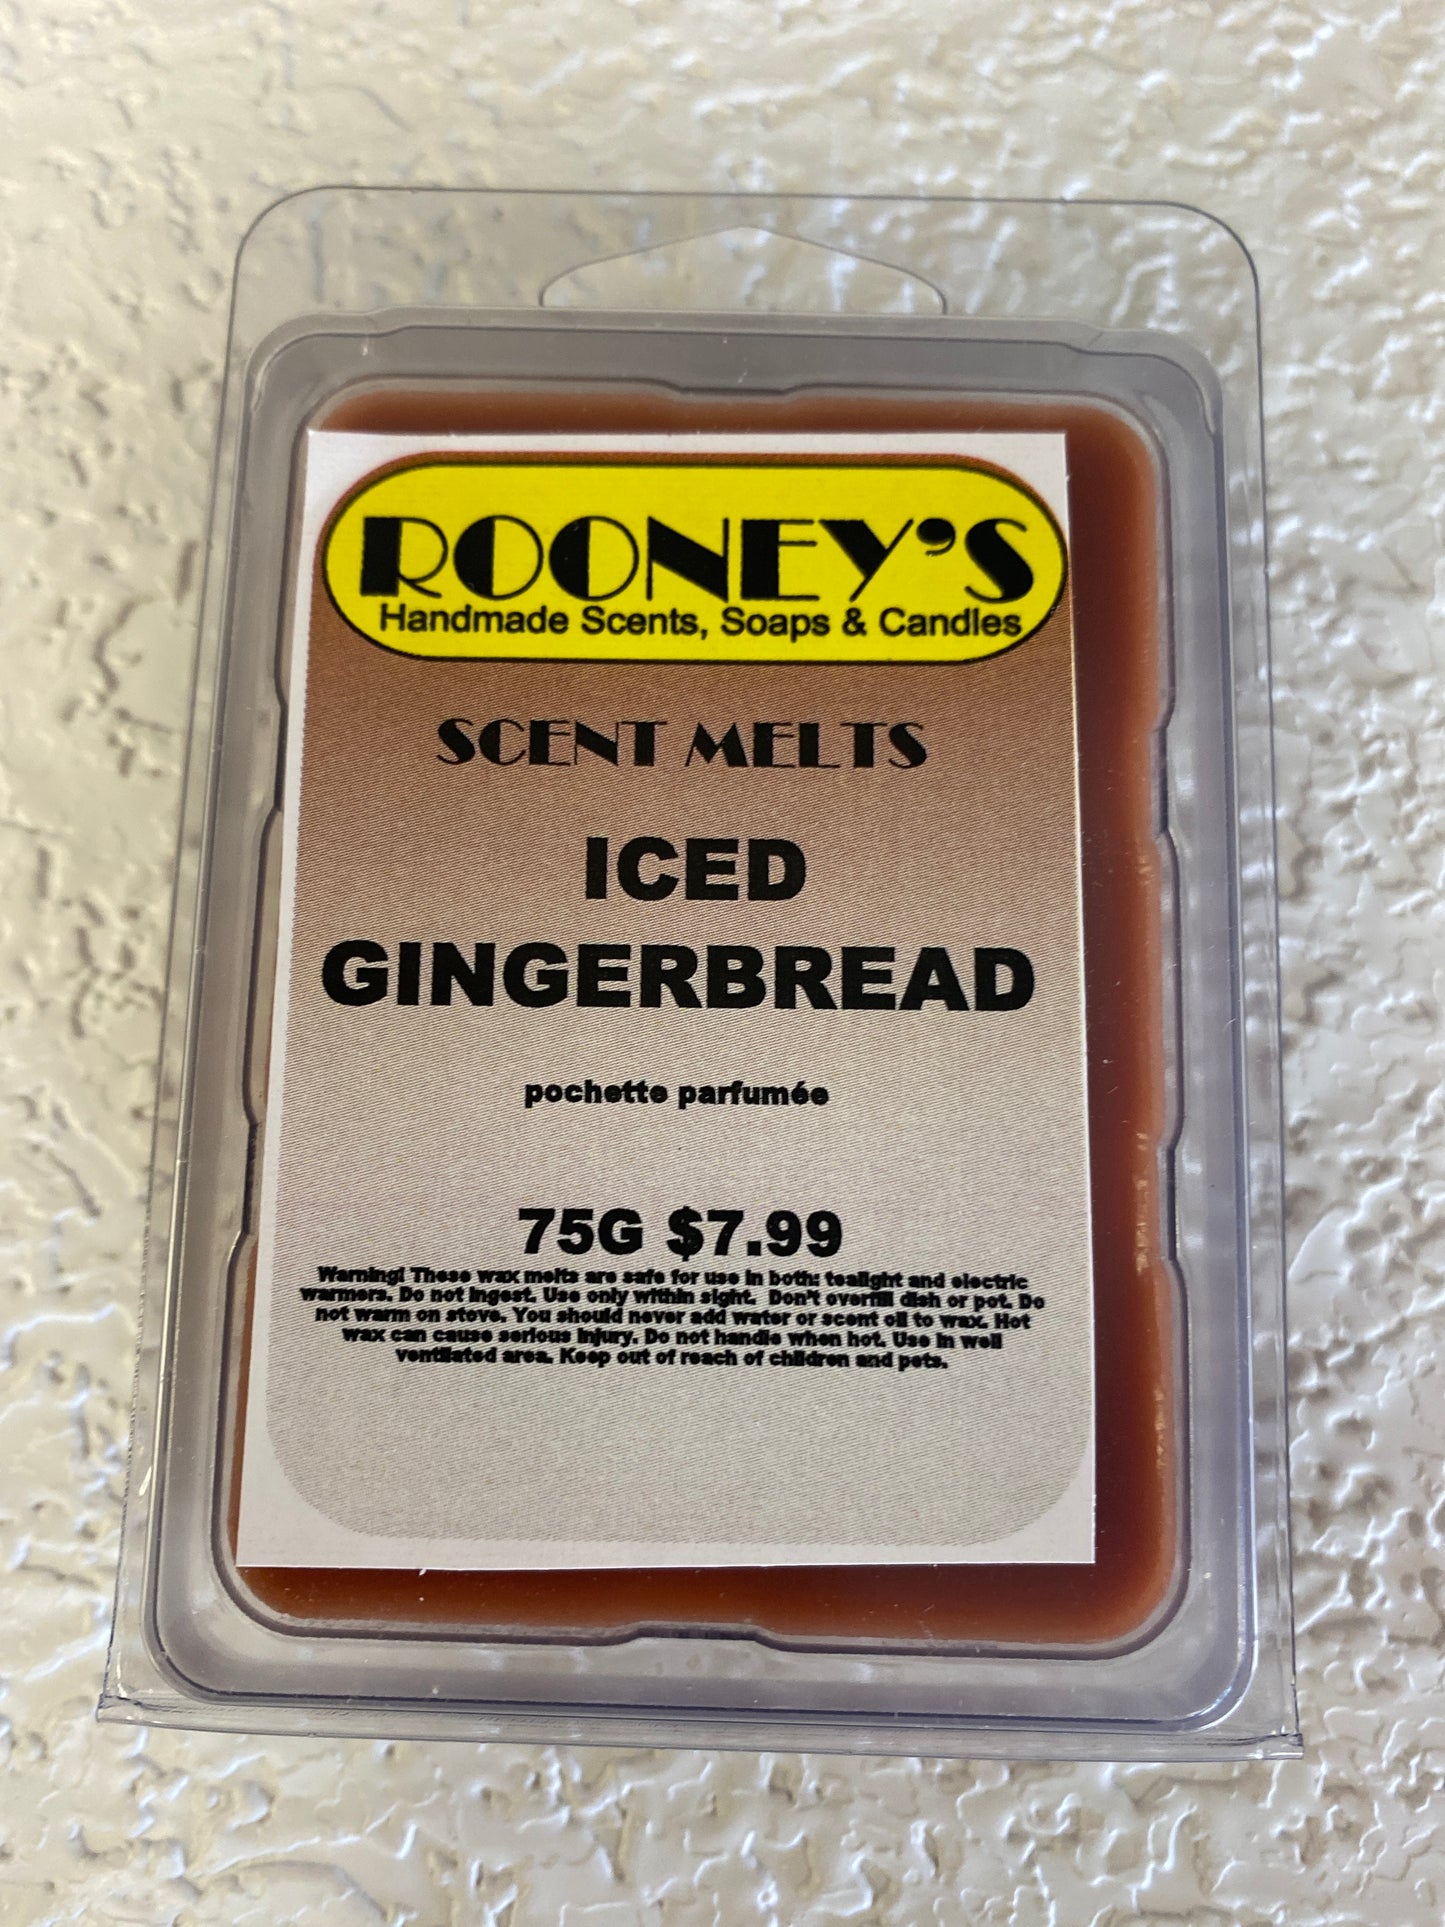 ROONEY'S
Handmade Scents, Soaps & Candles
SCENT MELTS
ICED
GINGERBREAD
pochette parfumée
75G $7.99
Warning! These wax melts are safe for use in both: tealight and electric
warmers. Do not ingest. Use only within sight. Don't overfill dish or pot. Do
not warm on stove. You should never add water or scent oil to wax. Hot
wax can cause serious injury. Do not handle when hot. Use in well
ventilated area. Keep out of reach of children and pets.